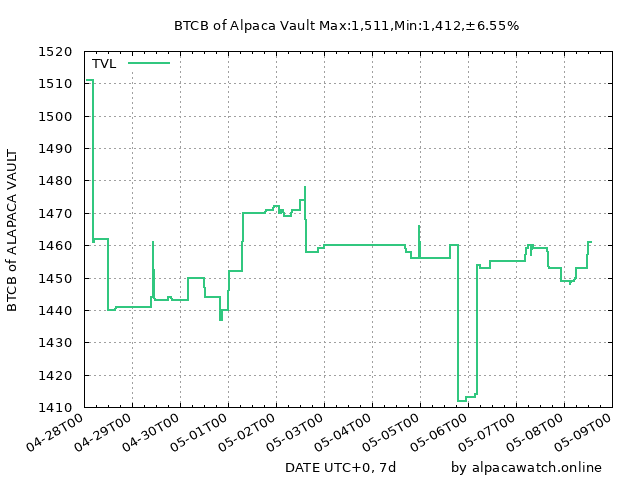 BTCB of Alpaca Vault Max:1,511,Min:1,412,±6.55%
TVL
BTCB of ALAPACA VAULT
1520
1510
1500
1490
1480
1470
1460
1450
1440
1430
1420
1410
04-28T00
04-29T00
04-30T00
05-01T00
05-02T00
05-03T00
05-04T00
05-05T00
05-06T00
05-07T00
05-08T00
05-09T00
DATE UTC+0, 7d
by alpacawatch.online